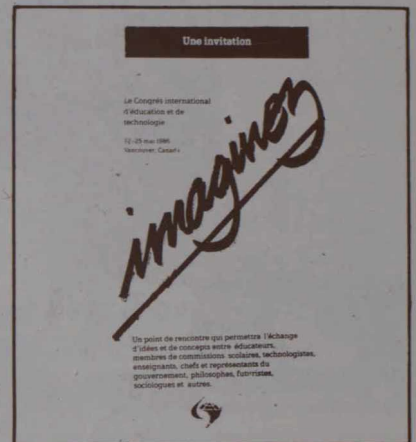 Une invitation
Le Congrès international
d'éducation et de
technologie
mai 1986
Vancouver, Canada
imaginez
Un point de rencontre qui permettra l'échange
d'idées et de concepts entre éducateurs,
membres de commissions scolaires, technologistes,
enseignants, chefs et représentants du
gouvernement, philosophes, futuristes,
sociologues et autres.